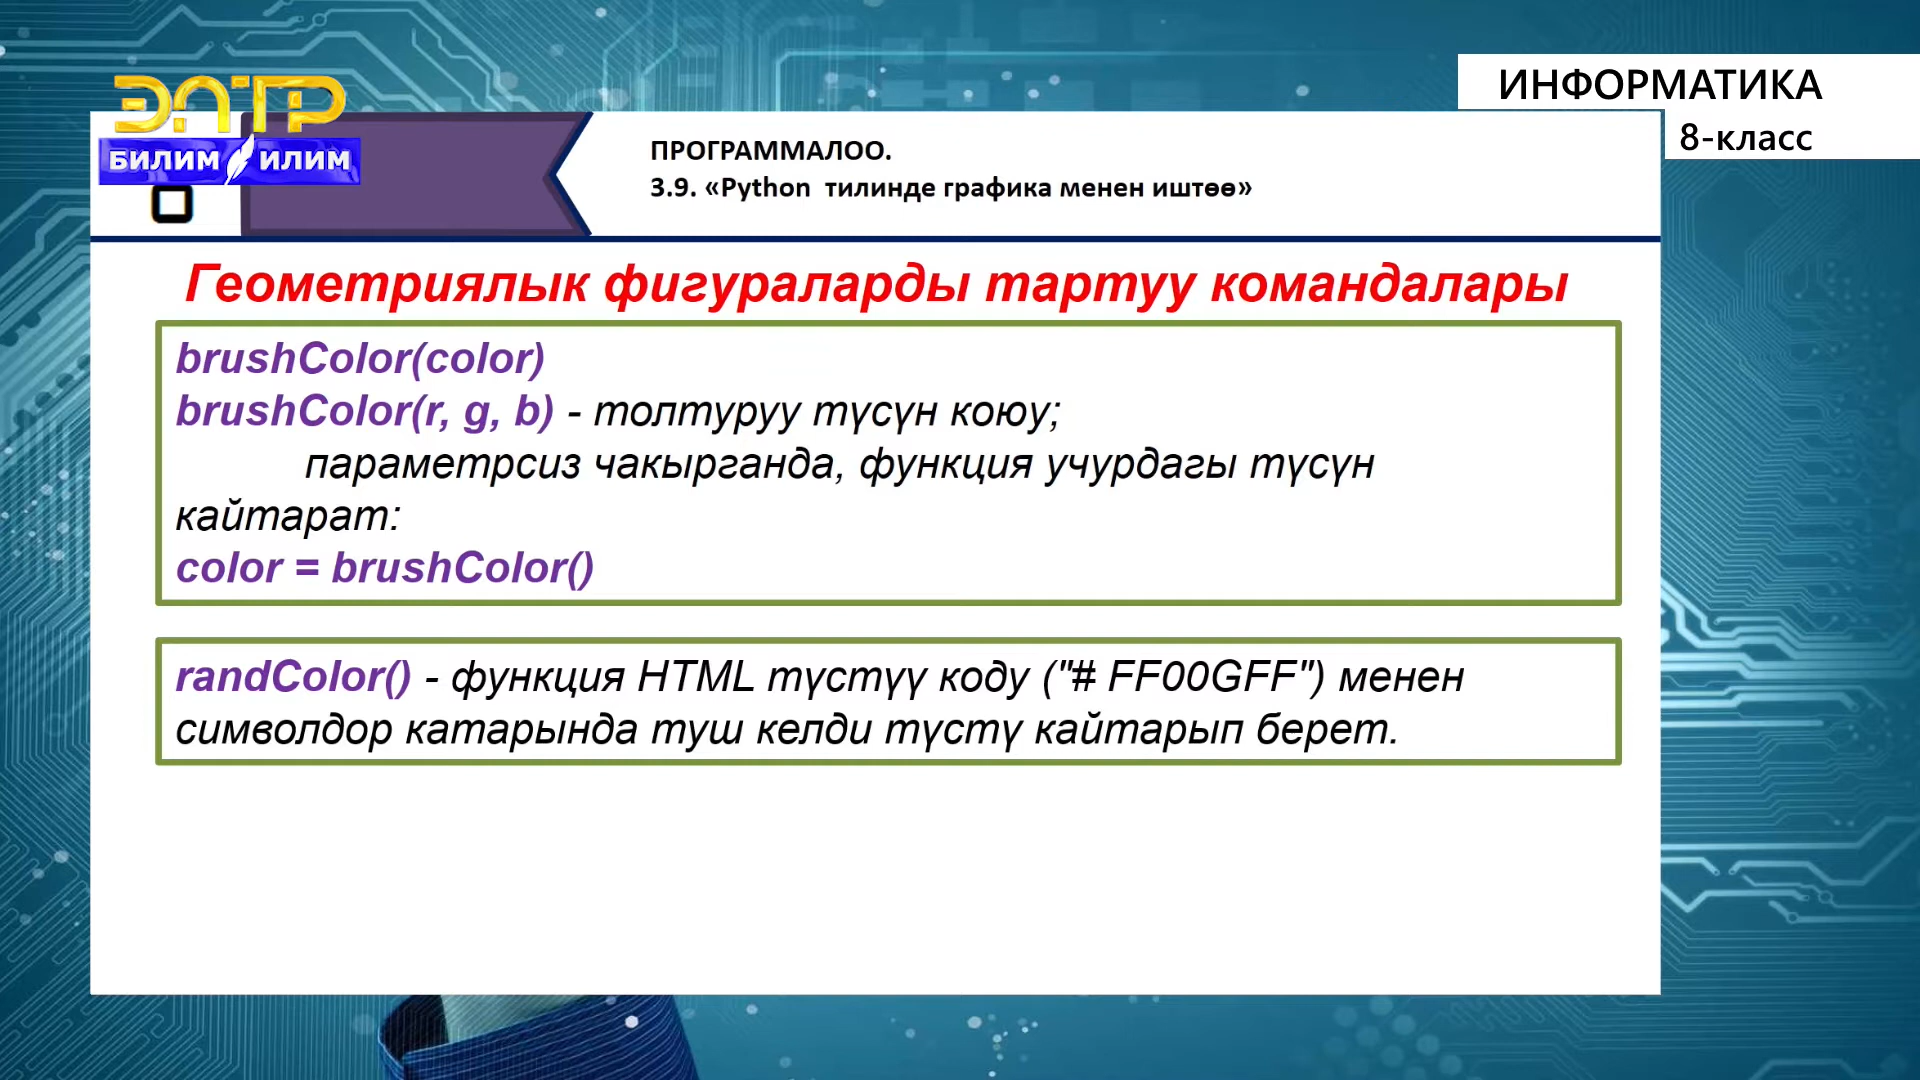 ЭЛТР
БИЛИМ ИЛИМ
ИНФОРМАТИКА
8-класс
ПРОГРАММАЛОО.
3.9. «Python тилинде графика менен иштөө»
Геометриялык фигураларды тартуу командалары
brushColor(color)
brushColor(r, g, b) - толтуруу түсүн коюу;
параметрсиз чакырганда, функция учурдагы түсүн
кайтарат:
color = brushColor()
randColor() - функция HTML түстүү коду ("# FF00GFF") менен
символдор катарында туш келди түстү кайтарып берет.